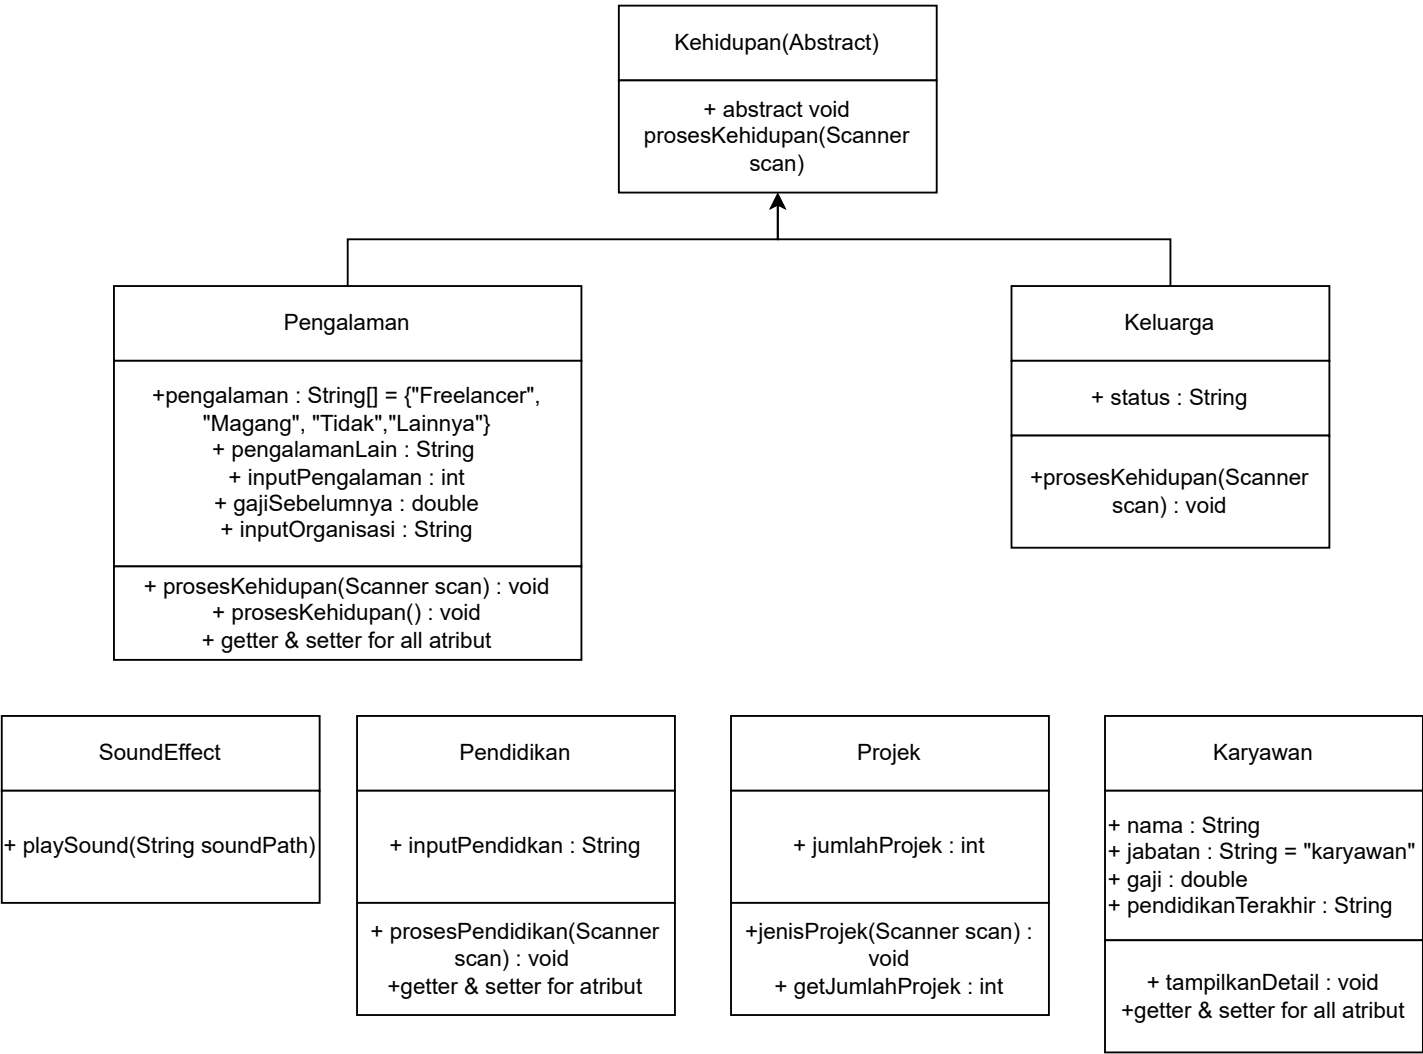 Kehidupan(Abstract)
+ abstract void
prosesKehidupan(Scanner
scan)
Pengalaman
+pengalaman : String[] = {"Freelancer",
"Magang", "Tidak","Lainnya"}
+ pengalamanLain : String
+ inputPengalaman : int
+ gajiSebelumnya : double
+ inputOrganisasi : String
+ prosesKehidupan(Scanner scan) : void
+ prosesKehidupan() : void
+ getter & setter for all atribut
Keluarga
+ status : String
+prosesKehidupan(Scanner
scan) : void
SoundEffect
+ playSound(String soundPath)
Pendidikan
+ inputPendidkan : String
+ prosesPendidikan(Scanner
scan) : void
+getter & setter for atribut
Projek
+ jumlahProjek : int
+jenisProjek(Scanner scan) :
void
+ getJumlahProjek : int
Karyawan
+ nama : String
+ jabatan : String = "karyawan"
+ gaji : double
+ pendidikanTerakhir : String
+ tampilkanDetail : void
+getter & setter for all atribut